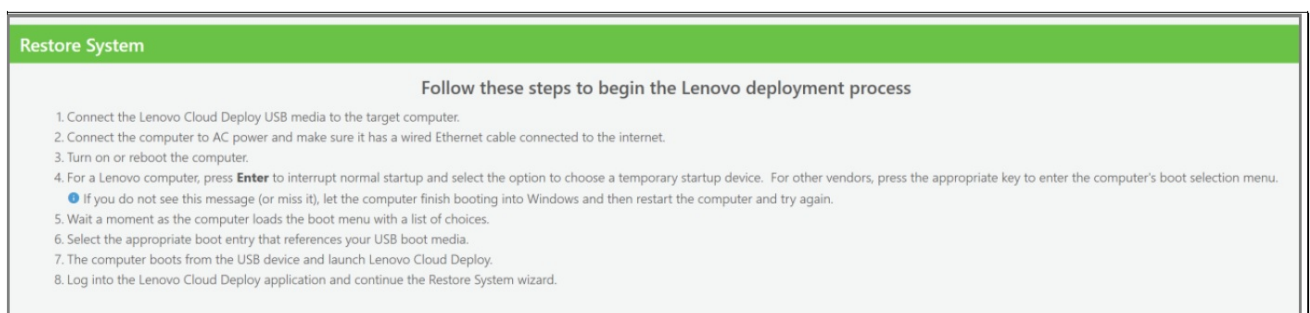 Restore System
Follow these steps to begin the Lenovo deployment process
1. Connect the Lenovo Cloud Deploy USB media to the target computer.
2. Connect the computer to AC power and make sure it has a wired Ethernet cable connected to the internet.
3. Turn on or reboot the computer.
4. For a Lenovo computer, press Enter to interrupt normal startup and select the option to choose a temporary startup device. For other vendors, press the appropriate key to enter the computer's boot selection menu.
If you do not see this message (or miss it), let the computer finish booting into Windows and then restart the computer and try again.
5. Wait a moment as the computer loads the boot menu with a list of choices.
6. Select the appropriate boot entry that references your USB boot media.
7. The computer boots from the USB device and launch Lenovo Cloud Deploy.
8. Log into the Lenovo Cloud Deploy application and continue the Restore System wizard.